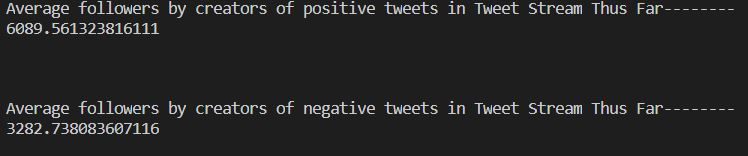 Average followers by creators of positive tweets in Tweet Stream Thus Far--------
6089.561323816111
Average followers by creators of negative tweets in Tweet Stream Thus Far--------
3282.738083607116